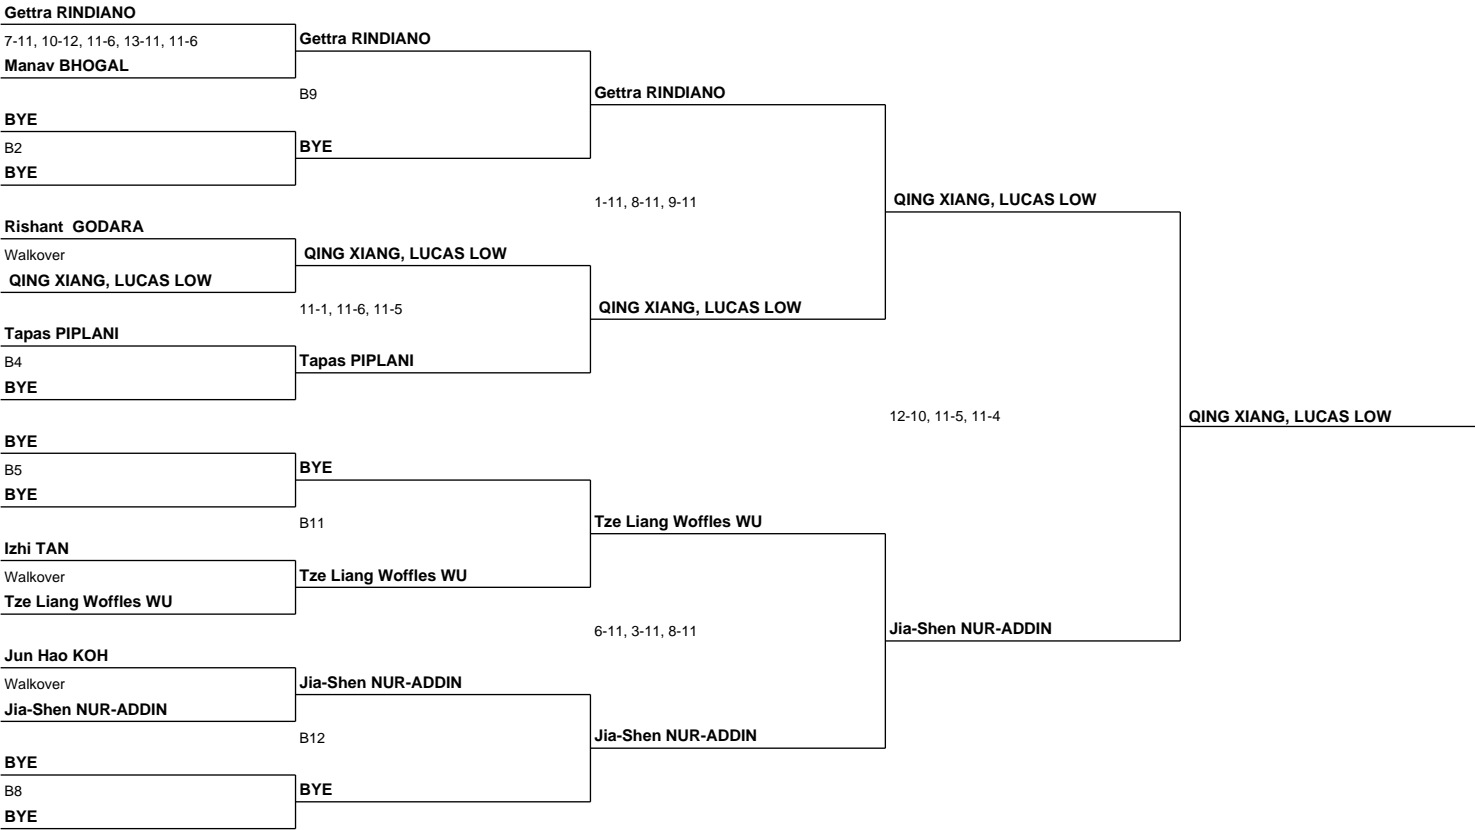 Gettra RINDIANO
7-11, 10-12, 11-6, 13-11, 11-6
Manav BHOGAL
BYE
B2
BYE
Rishant  GODARA
Walkover
QING XIANG, LUCAS LOW
Tapas PIPLANI
B4
BYE
BYE
B5
BYE
Izhi TAN
Walkover
Tze Liang Woffles WU
Jun Hao KOH
Walkover
Jia-Shen NUR-ADDIN
BYE
B8
BYE
Gettra RINDIANO
B9
BYE
QING XIANG, LUCAS LOW
11-1, 11-6, 11-5
Tapas PIPLANI
BYE
B11
Tze Liang Woffles WU
Jia-Shen NUR-ADDIN
B12
BYE
Gettra RINDIANO
1-11, 8-11, 9-11
QING XIANG, LUCAS LOW
Tze Liang Woffles WU
6-11, 3-11, 8-11
Jia-Shen NUR-ADDIN
QING XIANG, LUCAS LOW
12-10, 11-5, 11-4
Jia-Shen NUR-ADDIN
QING XIANG, LUCAS LOW